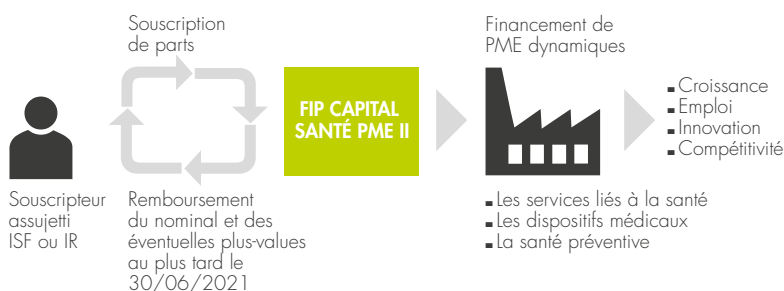 Souscription
de parts
Financement de
PME dynamiques
FIP CAPITAL
SANTÉ PME II
Croissance
Emploi
Innovation
Compétitivité
Souscripteur
assujetti
ISF ou IR
Remboursement
du nominal et des
éventuelles plus-values
au plus tard le
30/06/2021
Les services liés à la santé
Les dispositifs médicaux
La santé préventive